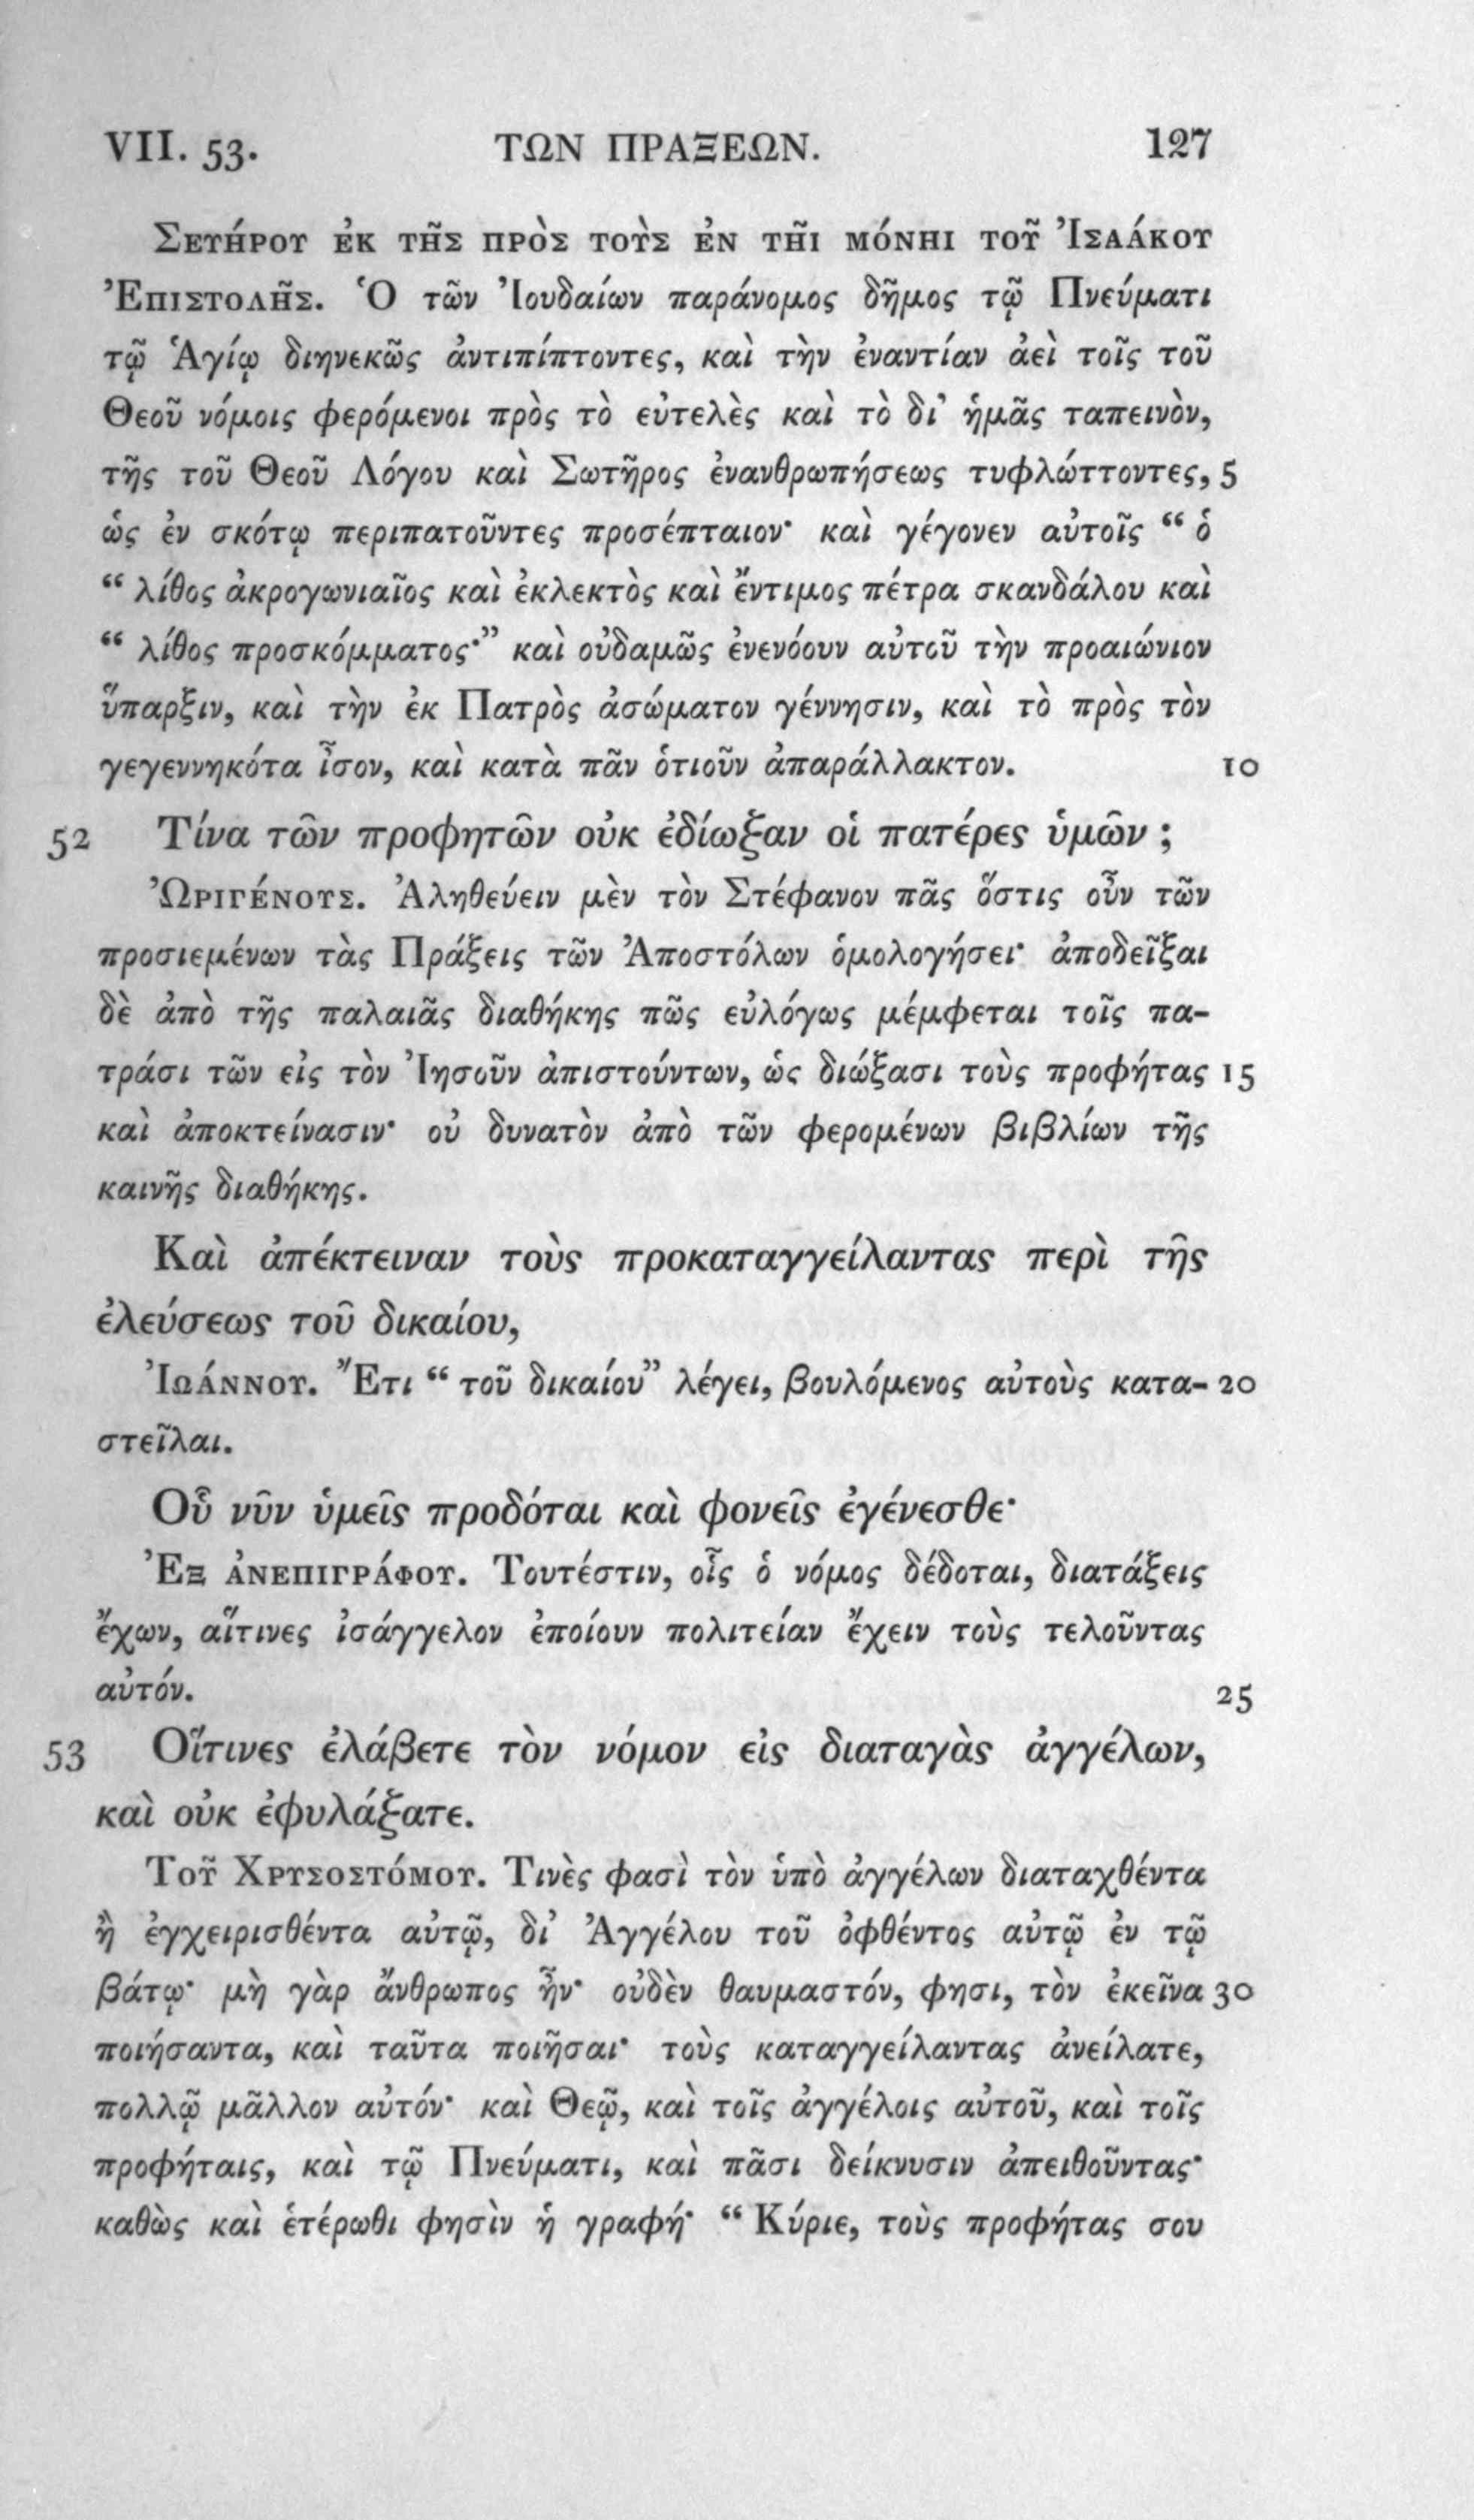 VII. 53. ΤΩΝ ΠΡΑΞΕΩΝ. 127
Σευήρου ἐκ τῆς πρὸς τοὺς ἐν τῆι μόνηι τοῦ Ἰσαάκου
Ἐπιστολῆς. Ὁ τῶν Ἰουδαίων παράνομος δῆμος τῷ Πνεύματι
τῷ Ἁγίῳ διηνεκῶς ἀντιπίπτοντες, καὶ τὴν ἐναντίαν ἀεὶ τοῖς τοῦ
Θεοῦ νόμοις φερόμενοι πρὸς τὸ εὐτελὲς καὶ τὸ δι’ ἡμᾶς ταπεινὸν,
τῆς τοῦ Θεοῦ Λόγου καὶ Σωτῆρος ἐνανθρωπήσεως τυφλώττοντες, 5
ὡς ἐν σκότῳ περιπατοῦντες προσέπταιον· καὶ γέγονεν αὐτοῖς “ ὁ
“ λίθος ἀκρογωνιαῖος καὶ ἐκλεκτὸς καὶ ἔντιμος πέτρα σκανδάλου καὶ
“ λίθος προσκόμματος·” καὶ οὐδαμῶς ἐνενόουν αὐτοῦ τὴν προαιώνιον
ὕπαρξιν, καὶ τὴν ἐκ Πατρὸς ἀσώματον γέννησιν, καὶ τὸ πρὸς τὸν
γεγεννηκότα ἶσον, καὶ κατὰ πᾶν ὁτιοῦν ἀπαράλλακτον. 10
52 Τίνα τῶν προφητῶν οὐκ ἐδίωξαν οἱ πατέρες ὑμῶν ;
Ὠριγένους. Ἀληθεύειν μὲν τὸν Στέφανον πᾶς ὅστις οὖν τῶν
προσιεμένων τὰς Πράξεις τῶν Ἀποστόλων ὁμολογήσει· ἀποδεῖξαι
δὲ ἀπὸ τῆς παλαιᾶς διαθήκης πῶς εὐλόγως μέμφεται τοῖς πα-
τράσι τῶν εἰς τὸν Ἰησοῦν ἀπιστούντων, ὡς διώξασι τοὺς προφήτας 15
καὶ ἀποκτείνασιν· οὐ δυνατὸν ἀπὸ τῶν φερομένων βιβλίων τῆς
καινῆς διαθήκης.
Καὶ ἀπέκτειναν τοὺς προκαταγγείλαντας περὶ τῆς
ἐλεύσεως τοῦ δικαίου,
Ἰωάννου. Ἔτι “ τοῦ δικαίου” λέγει, βουλόμενος αὐτοὺς κατα- 20
στεῖλαι.
Οὗ νῦν ὑμεῖς προδόται καὶ φονεῖς ἐγένεσθε·
Ἐξ ἀνεπιγράφου. Τουτέστιν, οἷς ὁ νόμος δέδοται, διατάξεις
ἔχων, αἵτινες ἰσάγγελον ἐποίουν πολιτείαν ἔχειν τοὺς τελοῦντας
αὐτόν. 25
53 Οἵτινες ἐλάβετε τὸν νόμον εἰς διαταγὰς ἀγγέλων,
καὶ οὐκ ἐφυλάξατε.
Τοῦ Χρυσοστόμου. Τινὲς φασὶ τὸν ὑπὸ ἀγγέλων διαταχθέντα
ἢ ἐγχειρισθέντα αὐτῷ, δι’ Ἀγγέλου τοῦ ὀφθέντος αὐτῷ ἐν τῷ
βάτῳ· μὴ γὰρ ἄνθρωπος ἦν· οὐδὲν θαυμαστόν, φησι, τὸν ἐκεῖνα 30
ποιήσαντα, καὶ ταῦτα ποιῆσαι· τοὺς καταγγείλαντας ἀνείλατε,
πολλῷ μᾶλλον αὐτόν· καὶ Θεῷ, καὶ τοῖς ἀγγέλοις αὐτοῦ, καὶ τοῖς
προφήταις, καὶ τῷ Πνεύματι, καὶ πᾶσι δείκνυσιν ἀπειθοῦντας·
καθὼς καὶ ἑτέρωθι φησὶν ἡ γραφή· “ Κύριε, τοὺς προφήτας σου